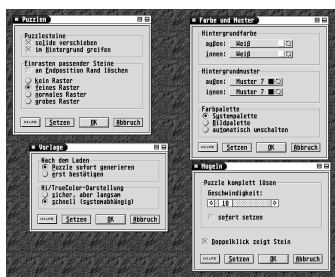 Puzzlen
Puzzlesteine
solide verschieben
im Hintergrund greifen
Einrasten passender Steine
an Endposition Rand löschen
kein Raster
feines Raster
normales Raster
grobes Raster
HILFE Setzen OK Abbruch
Farbe und Muster
Hintergrundfarbe
außen: Weiß
innen: Weiß
Hintergrundmuster
außen: Muster 7
innen: Muster 7
Farbpalette
Systempalette
Bildpalette
automatisch umschalten
HILFE Setzen OK Abbruch
Vorlage
Nach dem Laden
Puzzle sofort generieren
erst bestätigen
Hi/TrueColor-Darstellung
sicher, aber langsam
schnell (systemabhängig)
HILFE Setzen OK Abbruch
Mogeln
Puzzle komplett lösen
Geschwindigkeit:
10
sofort setzen
Doppelklick zeigt Stein
HILFE Setzen OK Abbruch